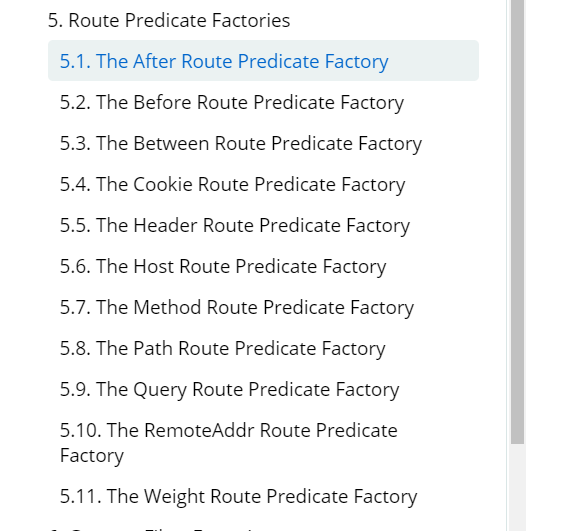 5. Route Predicate Factories
5.1. The After Route Predicate Factory
5.2. The Before Route Predicate Factory
5.3. The Between Route Predicate Factory
5.4. The Cookie Route Predicate Factory
5.5. The Header Route Predicate Factory
5.6. The Host Route Predicate Factory
5.7. The Method Route Predicate Factory
5.8. The Path Route Predicate Factory
5.9. The Query Route Predicate Factory
5.10. The RemoteAddr Route Predicate
Factory
5.11. The Weight Route Predicate Factory